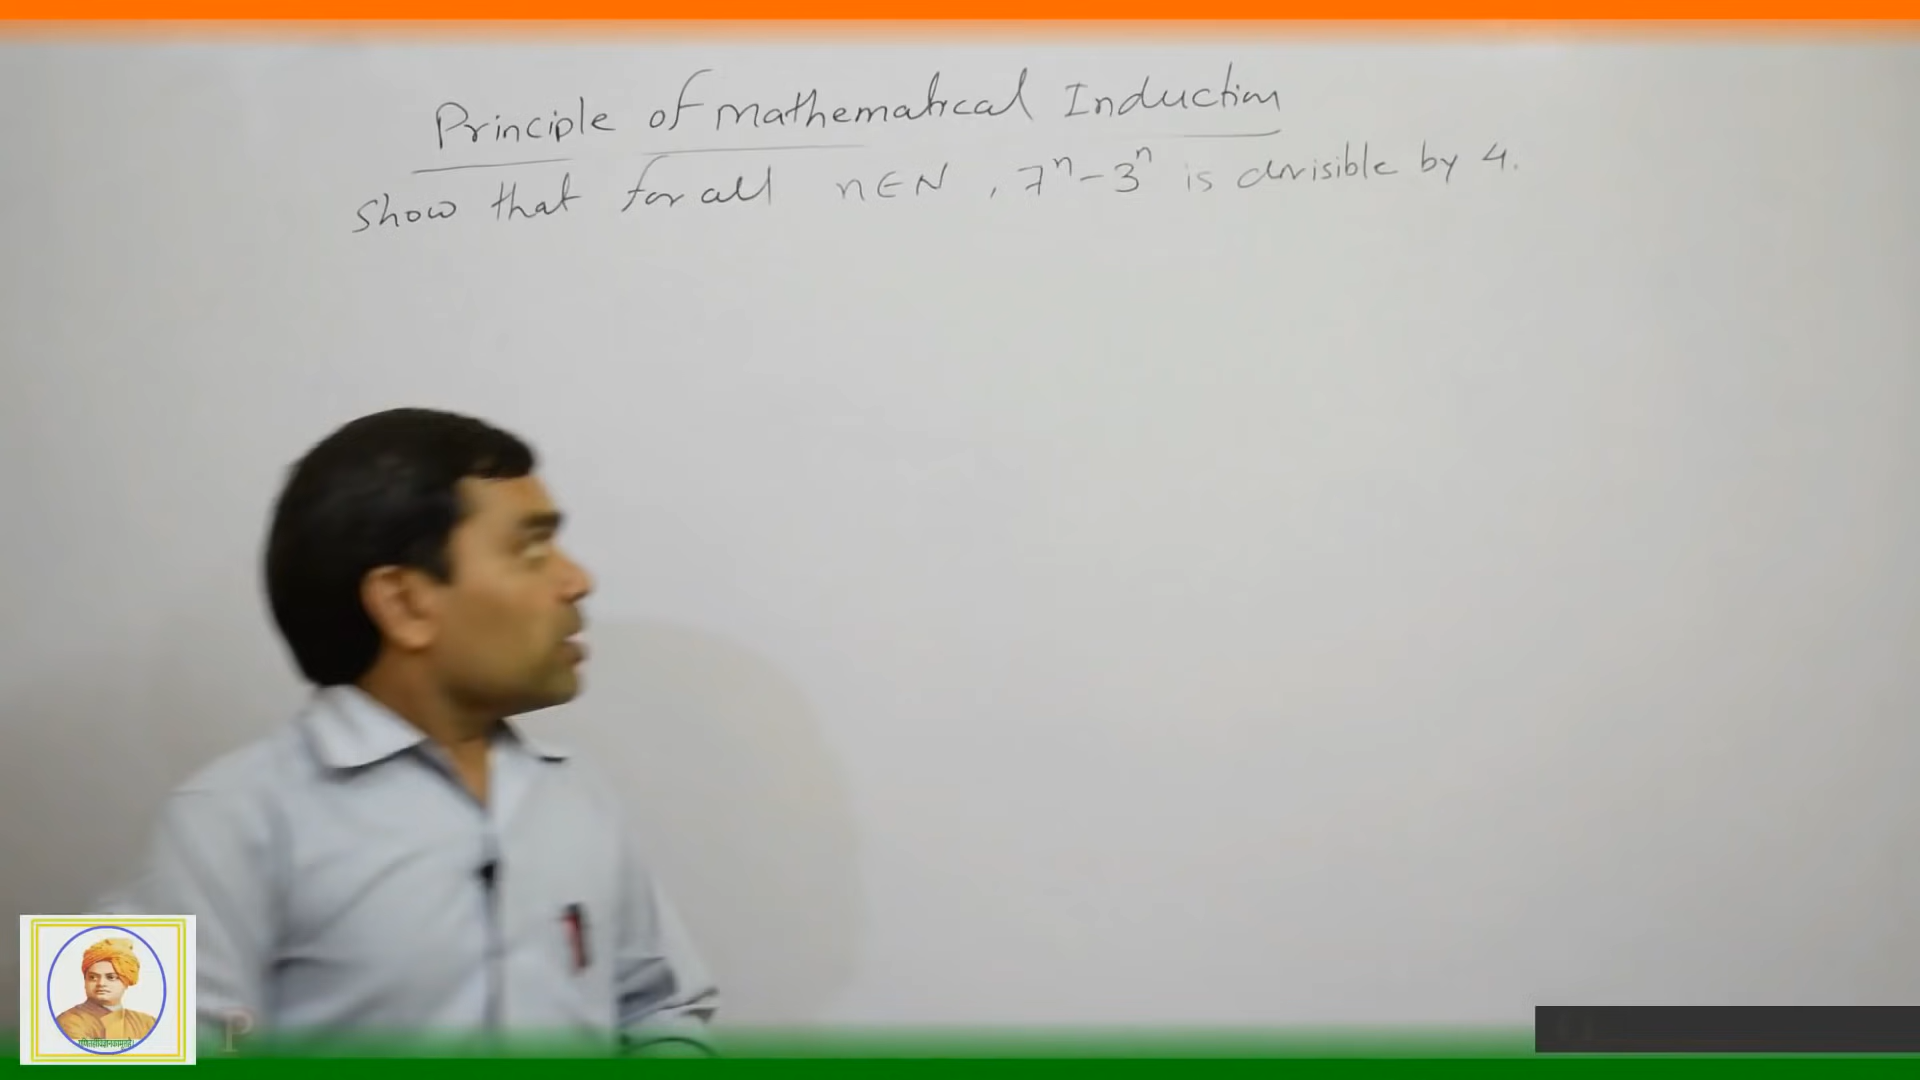 Principle of Mathematical Induction
Show that for all n∈N , 7ⁿ-3ⁿ is divisible by 4.
P